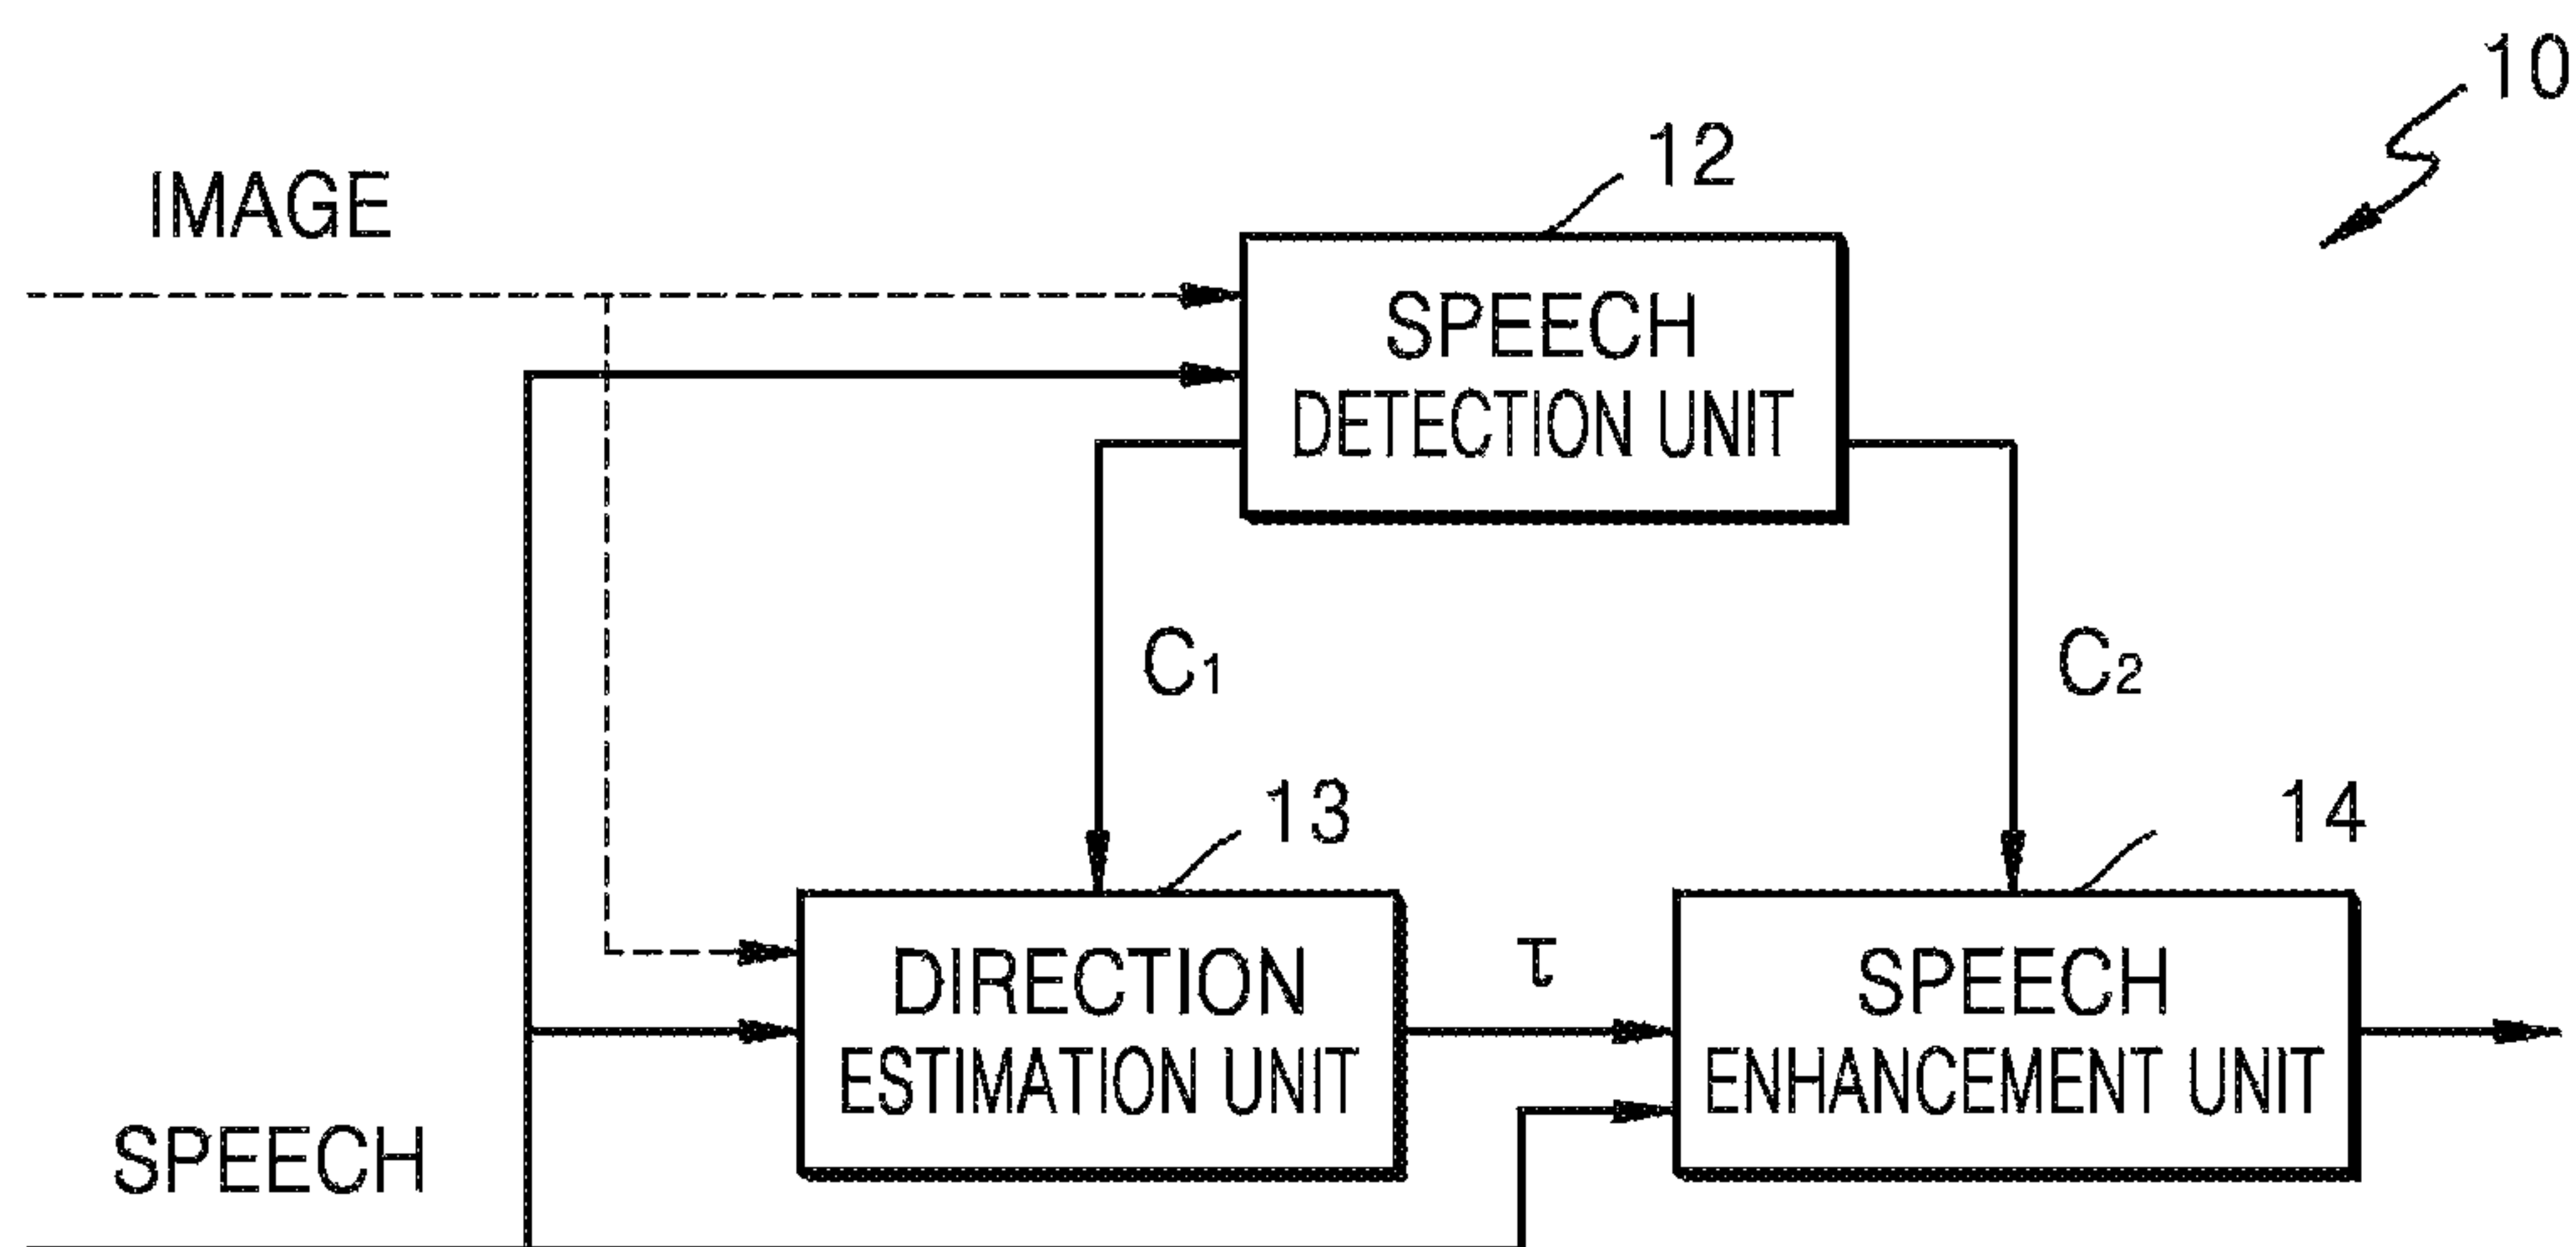 10
12
IMAGE
SPEECH
DETECTION UNIT
C1
C2
13
14
DIRECTION
ESTIMATION UNIT
τ
SPEECH
ENHANCEMENT UNIT
SPEECH